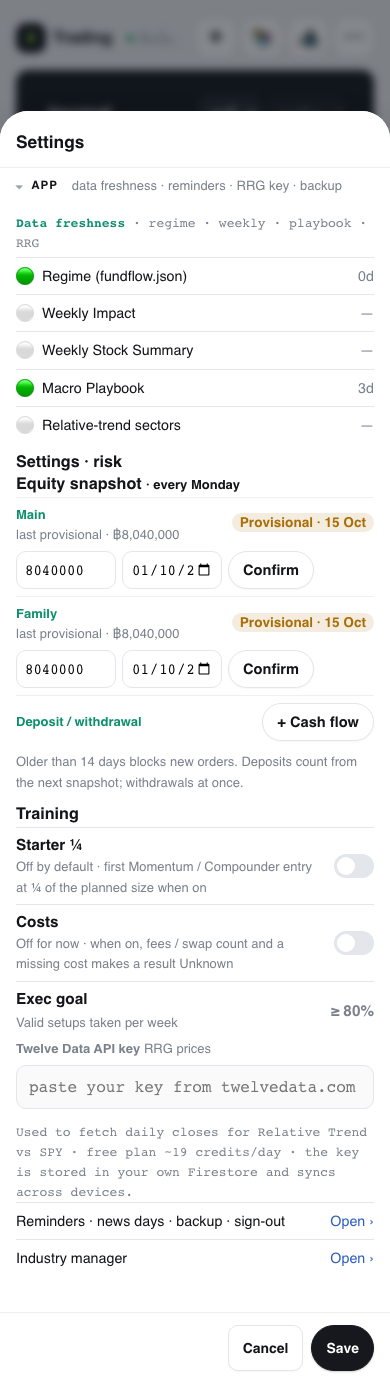 Trading
Settings
APP data freshness · reminders · RRG key · backup
Data freshness · regime · weekly · playbook ·
RRG
Regime (fundflow.json) 0d
Weekly Impact —
Weekly Stock Summary —
Macro Playbook 3d
Relative-trend sectors —
Settings · risk
Equity snapshot · every Monday
Main
last provisional · ฿8,040,000
Provisional · 15 Oct
8040000 01/10/2 Confirm
Family
last provisional · ฿8,040,000
Provisional · 15 Oct
8040000 01/10/2 Confirm
Deposit / withdrawal + Cash flow
Older than 14 days blocks new orders. Deposits count from
the next snapshot; withdrawals at once.
Training
Starter ¼
Off by default · first Momentum / Compounder entry
at ¼ of the planned size when on
Costs
Off for now · when on, fees / swap count and a
missing cost makes a result Unknown
Exec goal
Valid setups taken per week
≥ 80%
Twelve Data API key RRG prices
paste your key from twelvedata.com
Used to fetch daily closes for Relative Trend
vs SPY · free plan ~19 credits/day · the key
is stored in your own Firestore and syncs
across devices.
Reminders · news days · backup · sign-out Open ›
Industry manager Open ›
Cancel Save